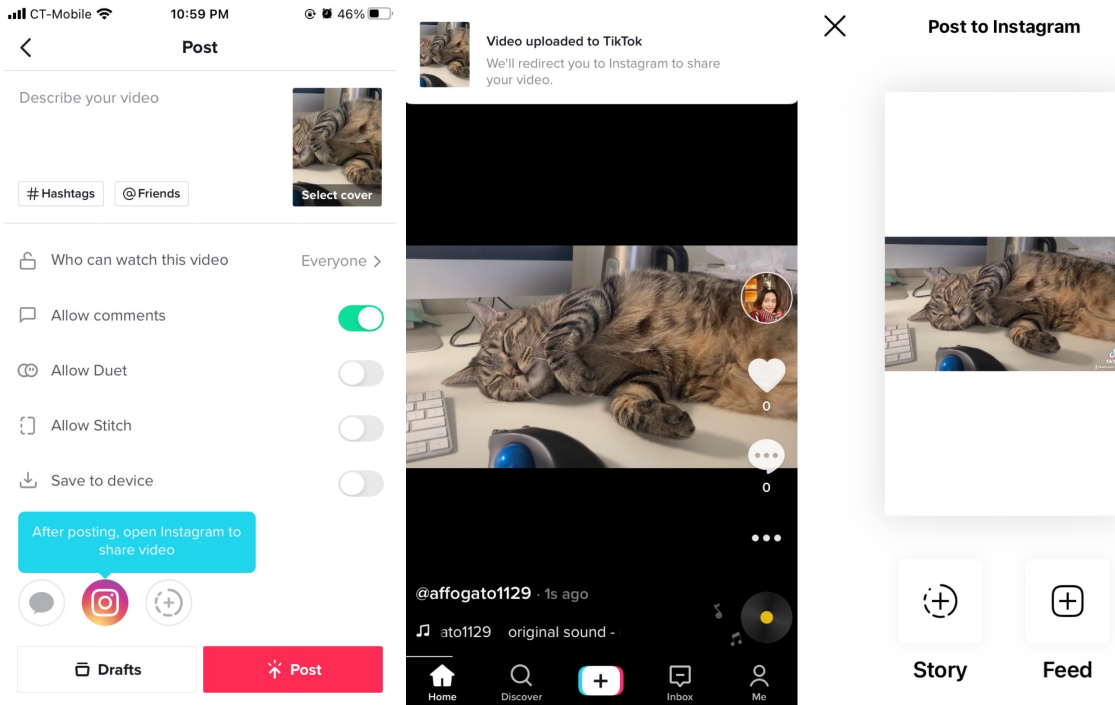 CT-Mobile
10:59 PM
46%
Post
Describe your video
# Hashtags
@ Friends
Select cover
Who can watch this video
Everyone
Allow comments
Allow Duet
Allow Stitch
Save to device
After posting, open Instagram to
share video
Drafts
Post
Video uploaded to TikTok
We'll redirect you to Instagram to share
your video.
0
0
@affogato1129 · 1s ago
ato1129 original sound -
Home
Discover
Inbox
Me
Post to Instagram
Story
Feed